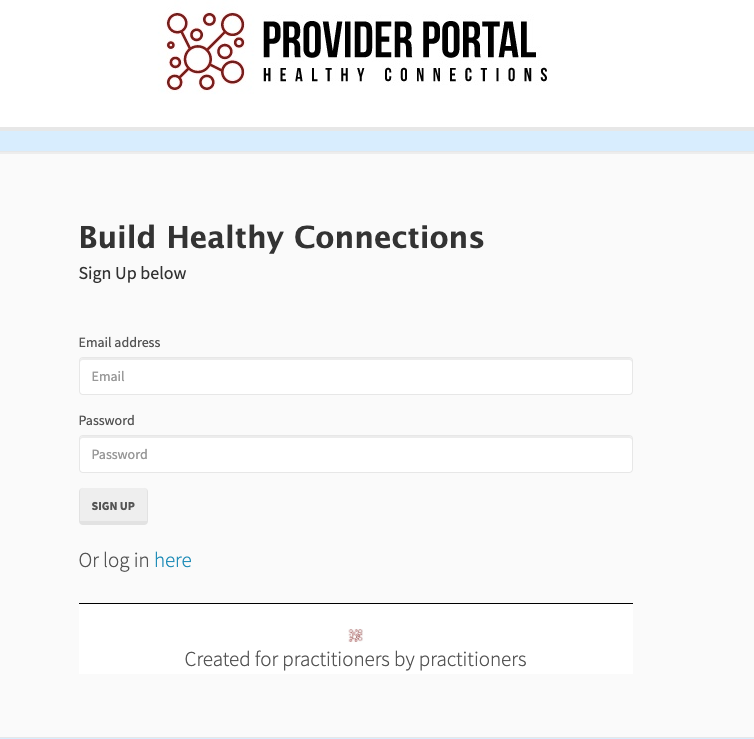 PROVIDER PORTAL
HEALTHY CONNECTIONS
Build Healthy Connections
Sign Up below
Email address
Email
Password
Password
SIGN UP
Or log in here
Created for practitioners by practitioners